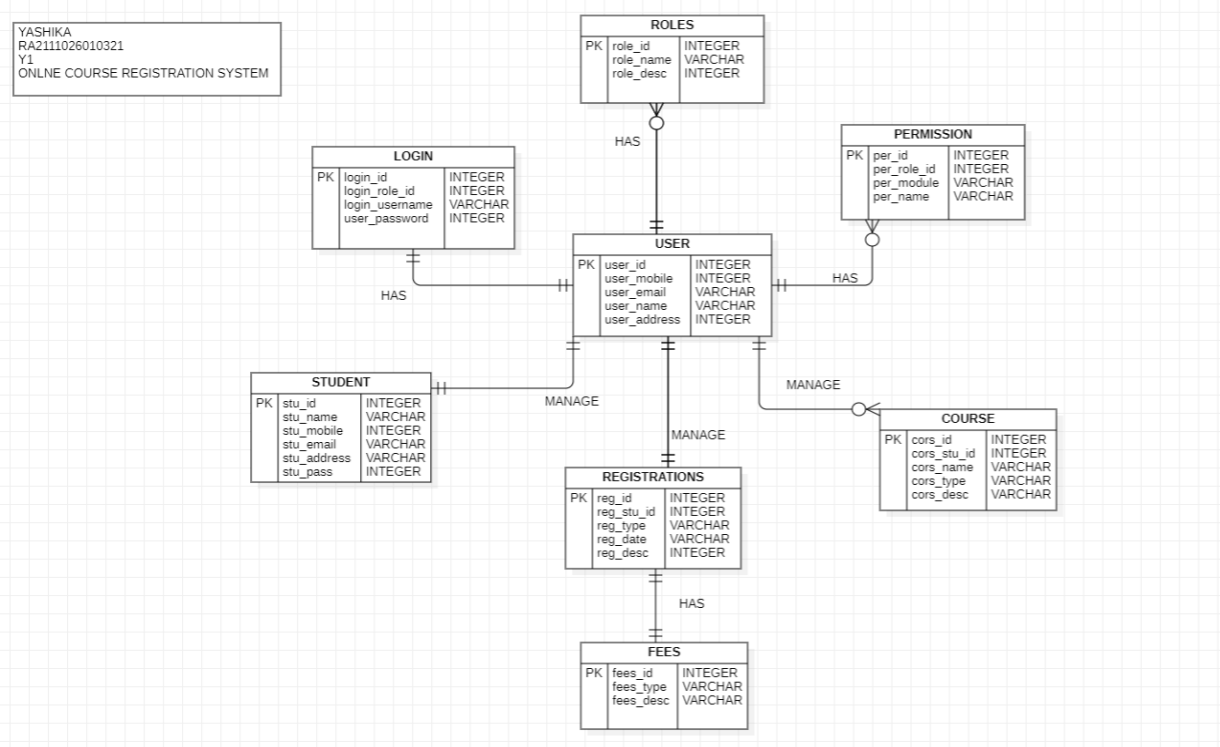 YASHIKA
RA2111026010321
Y1
ONLNE COURSE REGISTRATION SYSTEM
ROLES
PK role_id INTEGER
role_name VARCHAR
role_desc INTEGER
HAS
PERMISSION
PK per_id INTEGER
per_role_id INTEGER
per_module VARCHAR
per_name VARCHAR
LOGIN
PK login_id INTEGER
login_role_id INTEGER
login_username VARCHAR
user_password INTEGER
USER
PK user_id INTEGER
user_mobile INTEGER
user_email VARCHAR
user_name VARCHAR
user_address INTEGER
HAS
HAS
STUDENT
PK stu_id INTEGER
stu_name VARCHAR
stu_mobile INTEGER
stu_email VARCHAR
stu_address VARCHAR
stu_pass INTEGER
MANAGE
MANAGE
MANAGE
COURSE
PK cors_id INTEGER
cors_stu_id INTEGER
cors_name VARCHAR
cors_type VARCHAR
cors_desc VARCHAR
REGISTRATIONS
PK reg_id INTEGER
reg_stu_id INTEGER
reg_type VARCHAR
reg_date VARCHAR
reg_desc INTEGER
HAS
FEES
PK fees_id INTEGER
fees_type VARCHAR
fees_desc VARCHAR